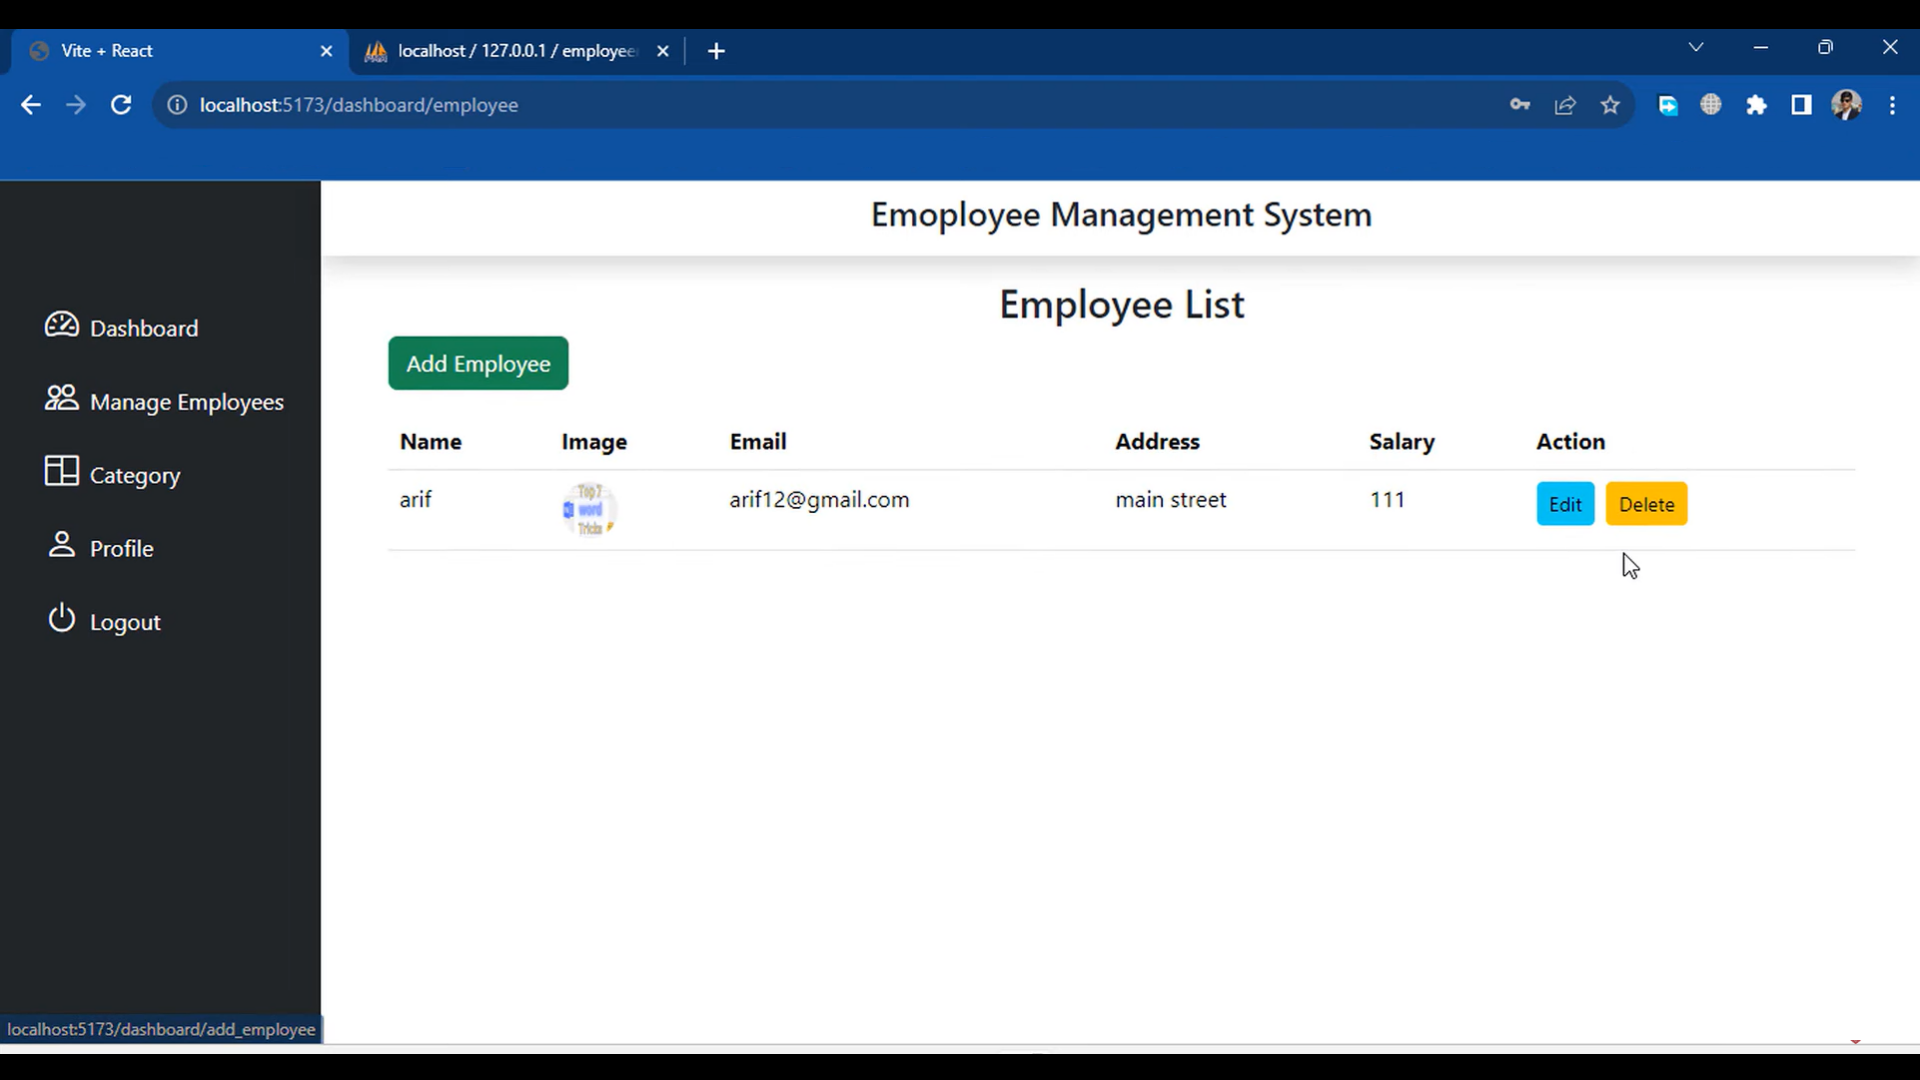 Vite + React
localhost / 127.0.0.1 / employee
localhost:5173/dashboard/employee
Emoployee Management System
Employee List
Dashboard
Add Employee
Manage Employees
Name Image Email Address Salary Action
Category
arif
Top 7
word
Tricks
arif12@gmail.com main street 111 Edit Delete
Profile
Logout
localhost:5173/dashboard/add_employee